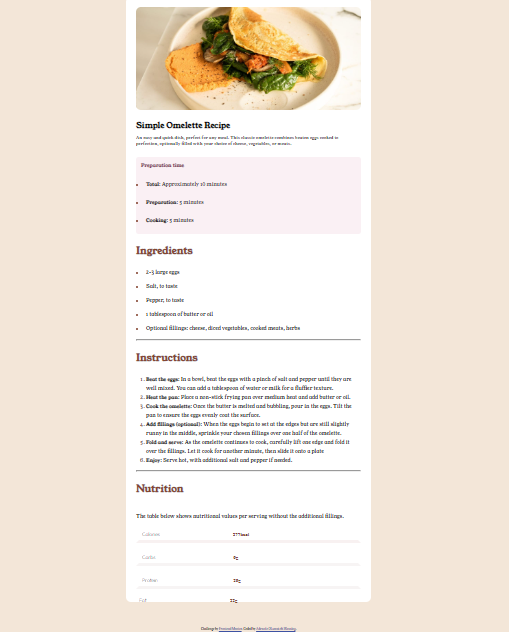 Simple Omelette Recipe
An easy and quick dish, perfect for any meal. This classic omelette combines beaten eggs cooked to
perfection, optionally filled with your choice of cheese, vegetables, or meats.
Preparation time
• Total: Approximately 10 minutes
• Preparation: 5 minutes
• Cooking: 5 minutes
Ingredients
• 2-3 large eggs
• Salt, to taste
• Pepper, to taste
• 1 tablespoon of butter or oil
• Optional fillings: cheese, diced vegetables, cooked meats, herbs
Instructions
1. Beat the eggs: In a bowl, beat the eggs with a pinch of salt and pepper until they are
well mixed. You can add a tablespoon of water or milk for a fluffier texture.
2. Heat the pan: Place a non-stick frying pan over medium heat and add butter or oil.
3. Cook the omelette: Once the butter is melted and bubbling, pour in the eggs. Tilt the
pan to ensure the eggs evenly coat the surface.
4. Add fillings (optional): When the eggs begin to set at the edges but are still slightly
runny in the middle, sprinkle your chosen fillings over one half of the omelette.
5. Fold and serve: As the omelette continues to cook, carefully lift one edge and fold it
over the fillings. Let it cook for another minute, then slide it onto a plate
6. Enjoy: Serve hot, with additional salt and pepper if needed.
Nutrition
The table below shows nutritional values per serving without the additional fillings.
Calories 277kcal
Carbs 0g
Protein 20g
Fat 22g
Challenge by Frontend Mentor. Coded by